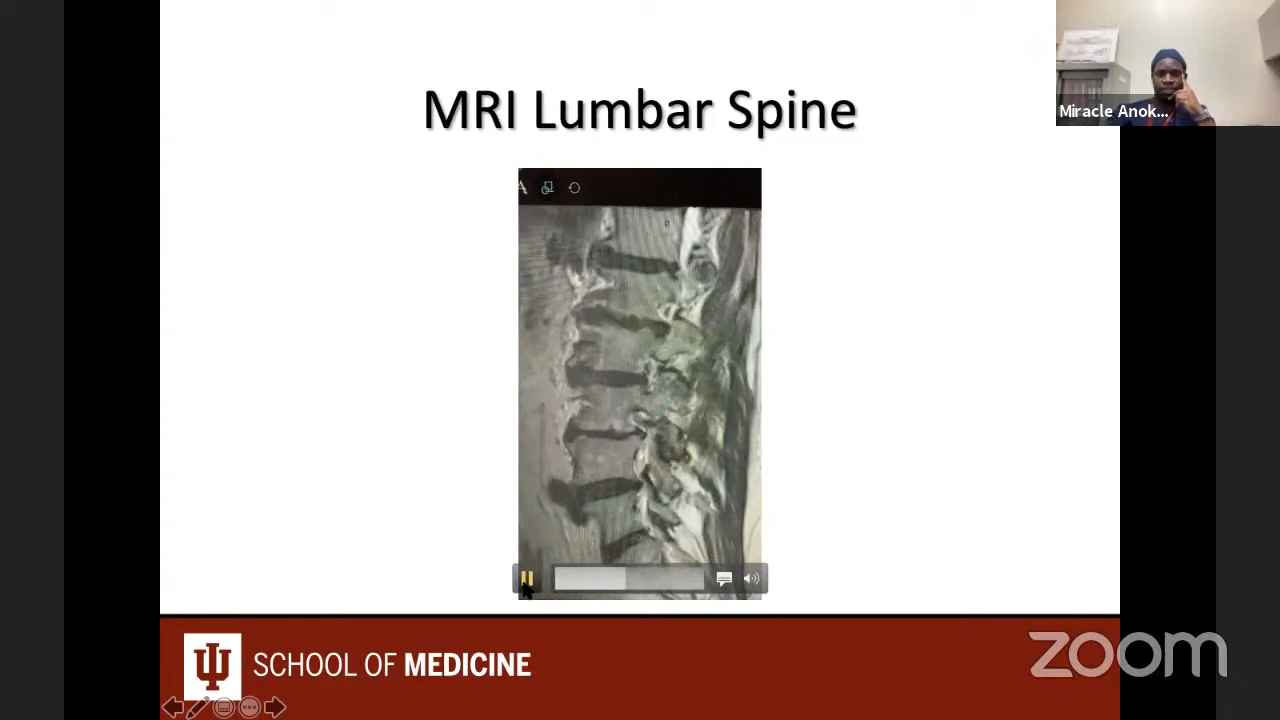 MRI Lumbar Spine
Miracle Anok...
A
SCHOOL OF MEDICINE
zoom